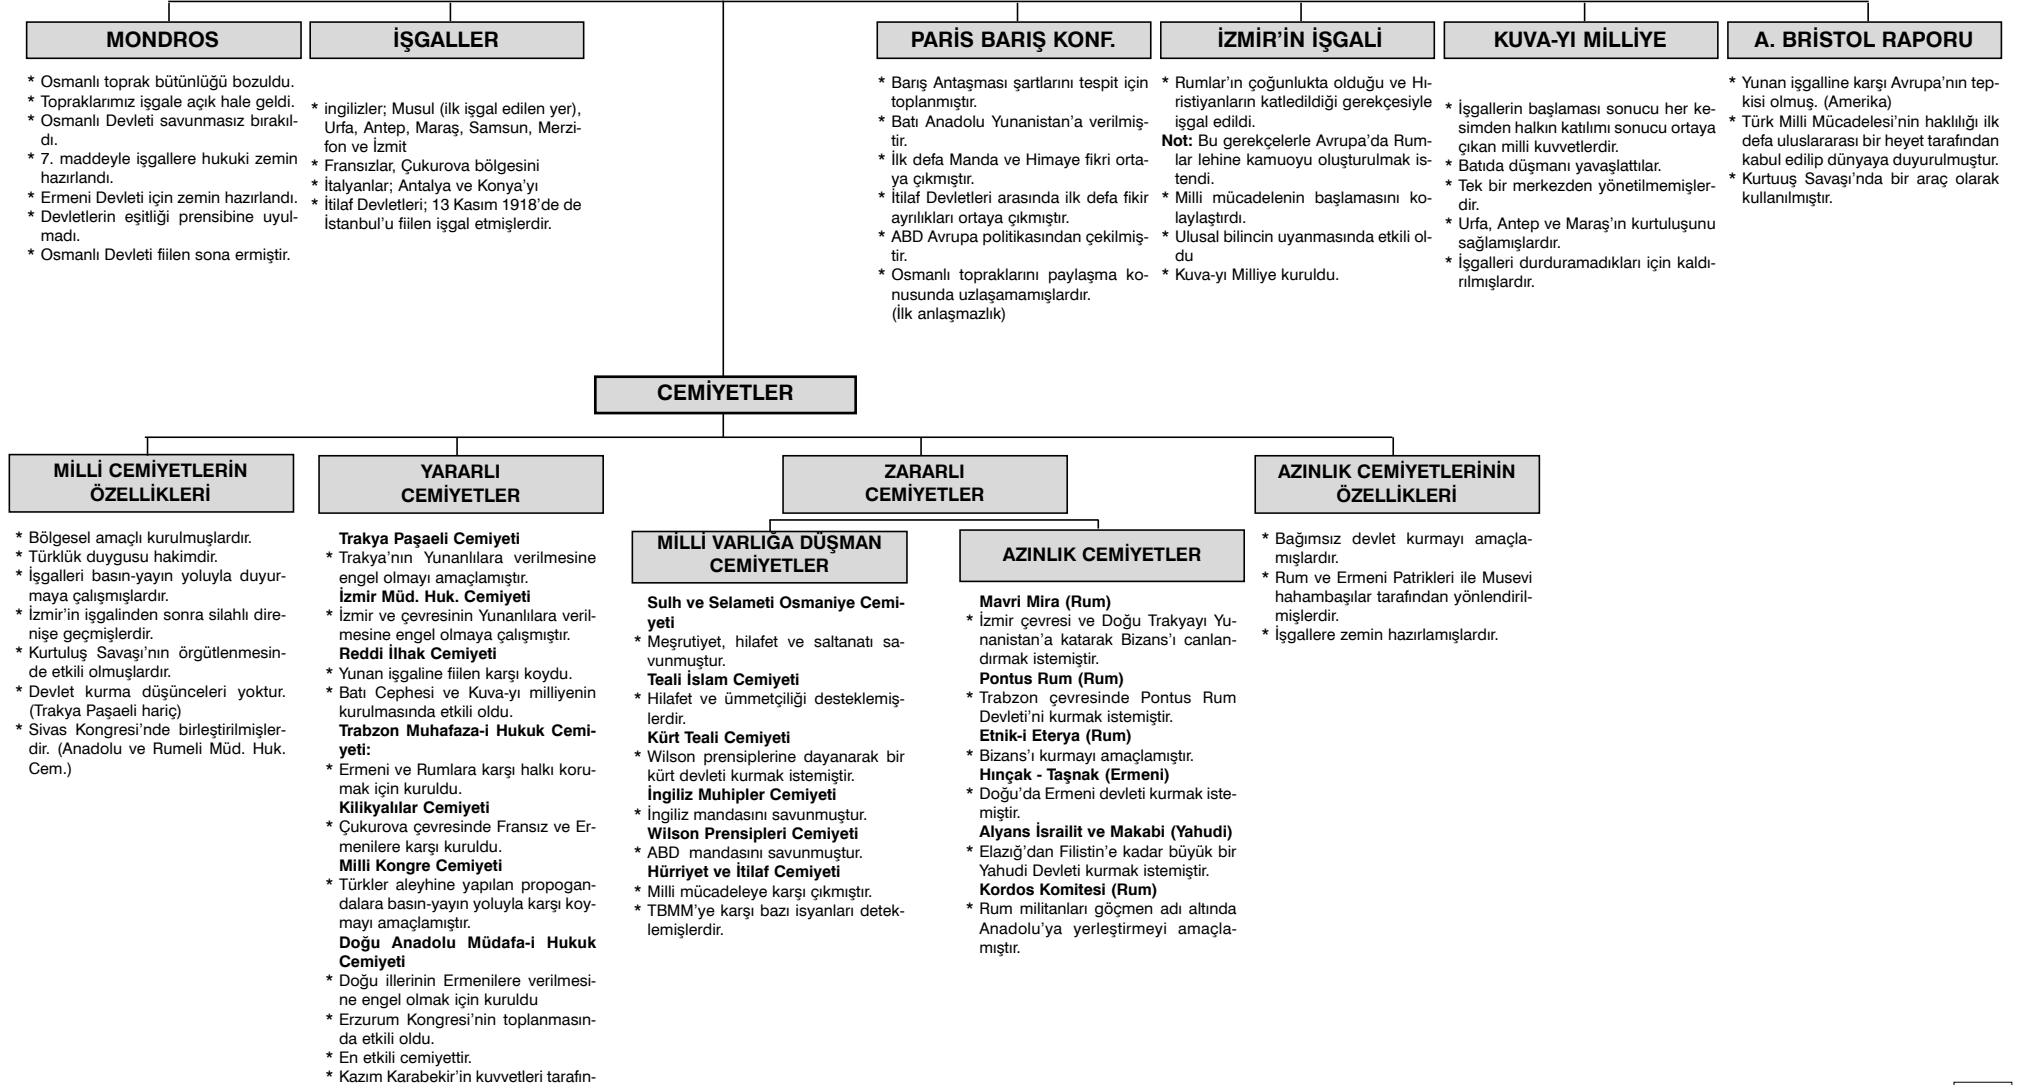 MONDROS
* Osmanlı toprak bütünlüğü bozuldu.
* Topraklarımız işgale açık hale geldi.
* Osmanlı Devleti savunmasız bırakıl-
dı.
* 7. maddeyle işgallere hukuki zemin
hazırlandı.
* Ermeni Devleti için zemin hazırlandı.
* Devletlerin eşitliği prensibine uyul-
madı.
* Osmanlı Devleti fiilen sona ermiştir.
İŞGALLER
* ingilizler; Musul (ilk işgal edilen yer),
Urfa, Antep, Maraş, Samsun, Merzi-
fon ve İzmit
* Fransızlar, Çukurova bölgesini
* İtalyanlar; Antalya ve Konya'yı
* İtilaf Devletleri; 13 Kasım 1918'de de
İstanbul'u fiilen işgal etmişlerdir.
PARİS BARIŞ KONF.
* Barış Antaşması şartlarını tespit için
toplanmıştır.
* Batı Anadolu Yunanistan'a verilmiş-
tir.
* İlk defa Manda ve Himaye fikri orta-
ya çıkmıştır.
* İtilaf Devletleri arasında ilk defa fikir
ayrılıkları ortaya çıkmıştır.
* ABD Avrupa politikasından çekilmiş-
tir.
* Osmanlı topraklarını paylaşma ko-
nusunda uzlaşamamışlardır.
(İlk anlaşmazlık)
İZMİR'İN İŞGALİ
* Rumlar'ın çoğunlukta olduğu ve Hı-
ristiyanların katledildiği gerekçesiyle
işgal edildi.
Not: Bu gerekçelerle Avrupa'da Rum-
lar lehine kamuoyu oluşturulmak is-
tendi.
* Milli mücadelenin başlamasını ko-
laylaştırdı.
* Ulusal bilincin uyanmasında etkili ol-
du
* Kuva-yı Milliye kuruldu.
KUVA-YI MİLLİYE
* İşgallerin başlaması sonucu her ke-
simden halkın katılımı sonucu ortaya
çıkan milli kuvvetlerdir.
* Batıda düşmanı yavaşlattılar.
* Tek bir merkezden yönetilmemişler-
dir.
* Urfa, Antep ve Maraş'ın kurtuluşunu
sağlamışlardır.
* İşgalleri durduramadıkları için kaldı-
rılmışlardır.
A. BRİSTOL RAPORU
* Yunan işgalline karşı Avrupa'nın tep-
kisi olmuş. (Amerika)
* Türk Milli Mücadelesi'nin haklılığı ilk
defa uluslararası bir heyet tarafından
kabul edilip dünyaya duyurulmuştur.
* Kurtuuş Savaşı'nda bir araç olarak
kullanılmıştır.
CEMİYETLER
MİLLİ CEMİYETLERİN
ÖZELLİKLERİ
* Bölgesel amaçlı kurulmuşlardır.
* Türklük duygusu hakimdir.
* İşgalleri basın-yayın yoluyla duyur-
maya çalışmışlardır.
* İzmir'in işgalinden sonra silahlı dire-
nişe geçmişlerdir.
* Kurtuluş Savaşı'nın örgütlenmesin-
de etkili olmuşlardır.
* Devlet kurma düşünceleri yoktur.
(Trakya Paşaeli hariç)
* Sivas Kongresi'nde birleştirilmişler-
dir. (Anadolu ve Rumeli Müd. Huk.
Cem.)
YARARLI
CEMİYETLER
Trakya Paşaeli Cemiyeti
* Trakya'nın Yunanlılara verilmesine
engel olmayı amaçlamıştır.
İzmir Müd. Huk. Cemiyeti
* İzmir ve çevresinin Yunanlılara veril-
mesine engel olmaya çalışmıştır.
Reddi İlhak Cemiyeti
* Yunan işgaline fiilen karşı koydu.
* Batı Cephesi ve Kuva-yı milliyenin
kurulmasında etkili oldu.
Trabzon Muhafaza-i Hukuk Cemi-
yeti:
* Ermeni ve Rumlara karşı halkı koru-
mak için kuruldu.
Kilikyalılar Cemiyeti
* Çukurova çevresinde Fransız ve Er-
menilere karşı kuruldu.
Milli Kongre Cemiyeti
* Türkler aleyhine yapılan propogan-
dalara basın-yayın yoluyla karşı koy-
mayı amaçlamıştır.
Doğu Anadolu Müdafa-i Hukuk
Cemiyeti
* Doğu illerinin Ermenilere verilmesi-
ne engel olmak için kuruldu
* Erzurum Kongresi'nin toplanmasın-
da etkili oldu.
* En etkili cemiyettir.
* Kazım Karabekir'in kuvvetleri tarafın-
ZARARLI
CEMİYETLER
MİLLİ VARLIĞA DÜŞMAN
CEMİYETLER
Sulh ve Selameti Osmaniye Cemi-
yeti
* Meşrutiyet, hilafet ve saltanatı sa-
vunmuştur.
Teali İslam Cemiyeti
* Hilafet ve ümmetçiliği desteklemiş-
lerdir.
Kürt Teali Cemiyeti
* Wilson prensiplerine dayanarak bir
kürt devleti kurmak istemiştir.
İngiliz Muhipler Cemiyeti
* İngiliz mandasını savunmuştur.
Wilson Prensipleri Cemiyeti
* ABD mandasını savunmuştur.
Hürriyet ve İtilaf Cemiyeti
* Milli mücadeleye karşı çıkmıştır.
* TBMM'ye karşı bazı isyanları detek-
lemişlerdir.
AZINLIK CEMİYETLER
Mavri Mira (Rum)
* İzmir çevresi ve Doğu Trakyayı Yu-
nanistan'a katarak Bizans'ı canlan-
dırmak istemiştir.
Pontus Rum (Rum)
* Trabzon çevresinde Pontus Rum
Devleti'ni kurmak istemiştir.
Etnik-i Eterya (Rum)
* Bizans'ı kurmayı amaçlamıştır.
Hınçak - Taşnak (Ermeni)
* Doğu'da Ermeni devleti kurmak iste-
miştir.
Alyans İsrailit ve Makabi (Yahudi)
* Elazığ'dan Filistin'e kadar büyük bir
Yahudi Devleti kurmak istemiştir.
Kordos Komitesi (Rum)
* Rum militanları göçmen adı altında
Anadolu'ya yerleştirmeyi amaçla-
mıştır.
AZINLIK CEMİYETLERİNİN
ÖZELLİKLERİ
* Bağımsız devlet kurmayı amaçla-
mışlardır.
* Rum ve Ermeni Patrikleri ile Musevi
hahambaşılar tarafından yönlendiril-
mişlerdir.
* İşgallere zemin hazırlamışlardır.